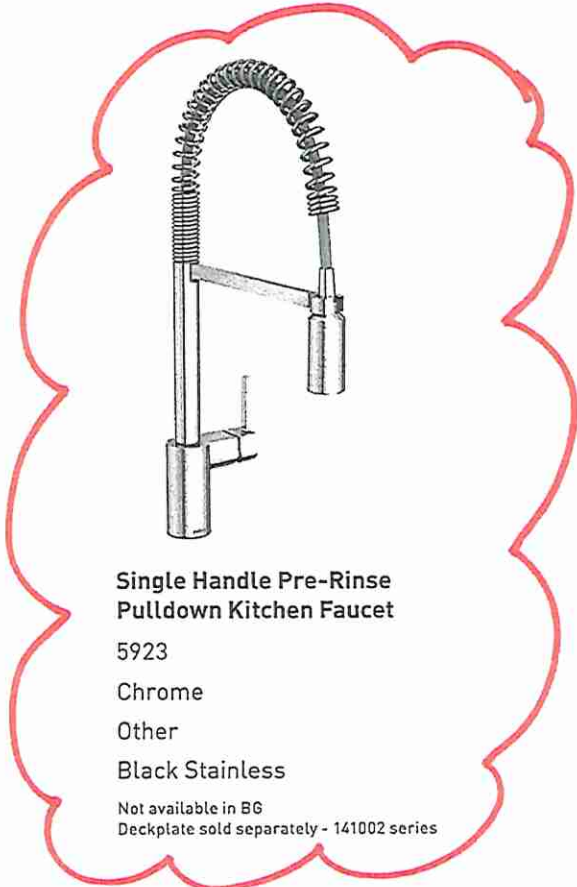 Single Handle Pre-Rinse
Pulldown Kitchen Faucet
5923
Chrome
Other
Black Stainless
Not available in BG
Deckplate sold separately - 141002 series